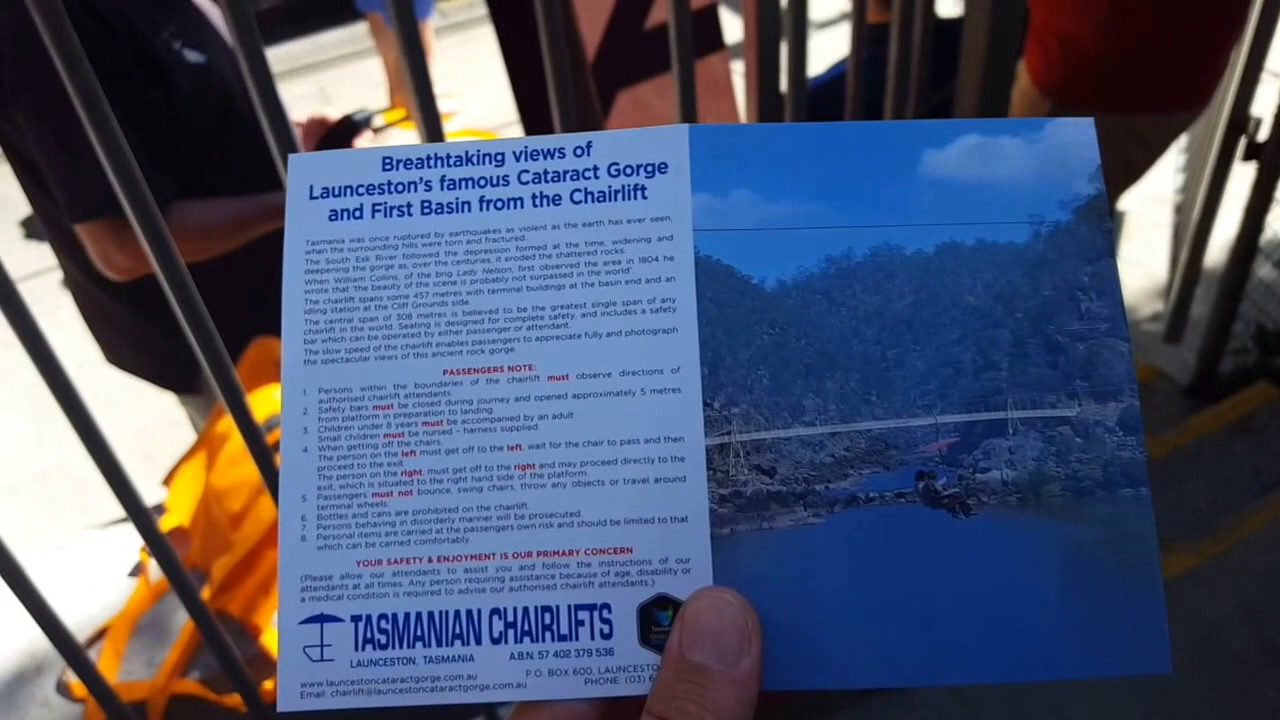 Breathtaking views of
Launceston's famous Cataract Gorge
and First Basin from the Chairlift
Tasmania was once ruptured by earthquakes as violent as the earth has ever seen,
when the surrounding hills were torn and fractured.
The South Esk River followed the depression formed at the time, widening and
deepening the gorge as, over the centuries, it eroded the shattered rocks.
When William Collins, of the brig Lady Nelson, first observed the area in 1804 he
wrote that 'the beauty of the scene is probably not surpassed in the world'.
The chairlift spans some 457 metres with terminal buildings at the basin end and an
idling station at the Cliff Grounds side.
The central span of 308 metres is believed to be the greatest single span of any
chairlift in the world. Seating is designed for complete safety, and includes a safety
bar which can be operated by either passenger or attendant.
The slow speed of the chairlift enables passengers to appreciate fully and photograph
the spectacular views of this ancient rock gorge.
PASSENGERS NOTE:
1. Persons within the boundaries of the chairlift must observe directions of
authorised chairlift attendants.
2. Safety bars must be closed during journey and opened approximately 5 metres
from platform in preparation to landing.
3. Children under 8 years must be accompanied by an adult.
Small children must be nursed – harness supplied.
4. When getting off the chairs.
The person on the left must get off to the left, wait for the chair to pass and then
proceed to the exit.
The person on the right, must get off to the right and may proceed directly to the
exit, which is situated to the right hand side of the platform.
5. Passengers must not bounce, swing chairs, throw any objects or travel around
terminal wheels.
6. Bottles and cans are prohibited on the chairlift.
7. Persons behaving in disorderly manner will be prosecuted.
8. Personal items are carried at the passengers own risk and should be limited to that
which can be carried comfortably.
YOUR SAFETY & ENJOYMENT IS OUR PRIMARY CONCERN
(Please allow our attendants to assist you and follow the instructions of our
attendants at all times. Any person requiring assistance because of age, disability or
a medical condition is required to advise our authorised chairlift attendants.)
TASMANIAN CHAIRLIFTS
LAUNCESTON, TASMANIA A.B.N. 57 402 379 536
www.launcestoncataractgorge.com.au P.O. BOX 600, LAUNCESTO
Email: chairlift@launcestoncataractgorge.com.au PHONE: (03) 6